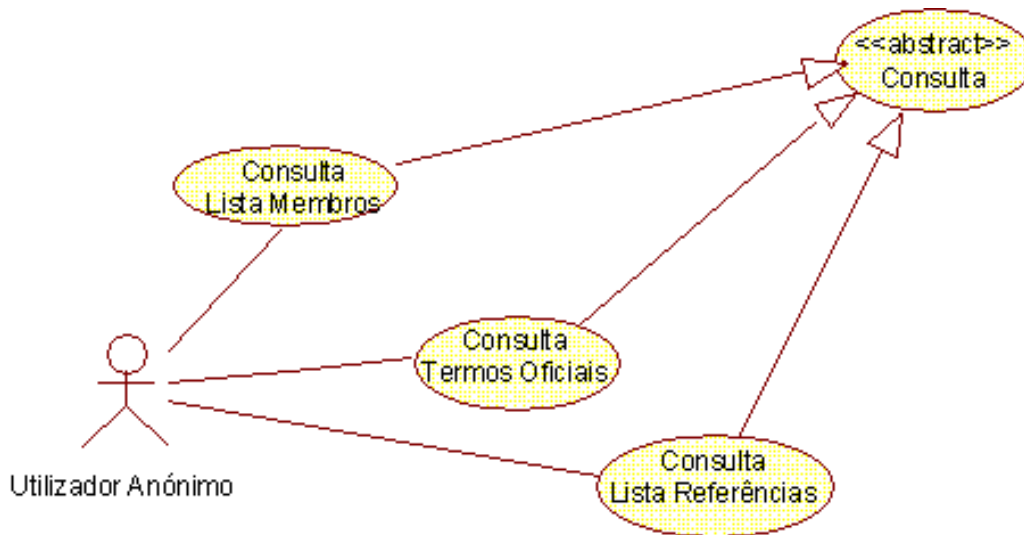 <<abstract>>
Consulta
Consulta
Lista Membros
Consulta
Termos Oficiais
Consulta
Lista Referências
Utilizador Anónimo